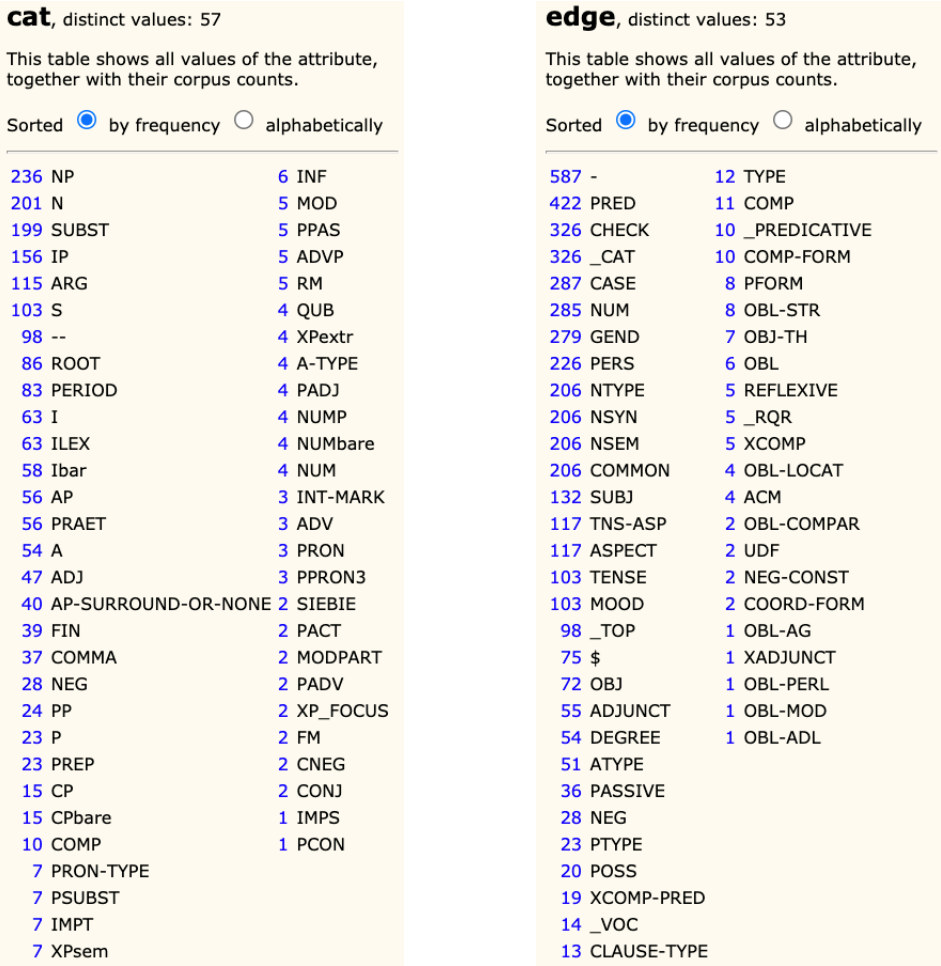 cat, distinct values: 57
This table shows all values of the attribute,
together with their corpus counts.
Sorted by frequency alphabetically
236 NP
201 N
199 SUBST
156 IP
115 ARG
103 S
98 --
86 ROOT
83 PERIOD
63 I
63 ILEX
58 Ibar
56 AP
56 PRAET
54 A
47 ADJ
40 AP-SURROUND-OR-NONE
39 FIN
37 COMMA
28 NEG
24 PP
23 P
23 PREP
15 CP
15 CPbare
10 COMP
7 PRON-TYPE
7 PSUBST
7 IMPT
7 XPsem
6 INF
5 MOD
5 PPAS
5 ADVP
5 RM
4 QUB
4 XPextr
4 A-TYPE
4 PADJ
4 NUMP
4 NUMbare
4 NUM
3 INT-MARK
3 ADV
3 PRON
3 PPRON3
2 SIEBIE
2 PACT
2 MODPART
2 PADV
2 XP_FOCUS
2 FM
2 CNEG
2 CONJ
1 IMPS
1 PCON
edge, distinct values: 53
This table shows all values of the attribute,
together with their corpus counts.
Sorted by frequency alphabetically
587 -
422 PRED
326 CHECK
326 _CAT
287 CASE
285 NUM
279 GEND
226 PERS
206 NTYPE
206 NSYN
206 NSEM
206 COMMON
132 SUBJ
117 TNS-ASP
117 ASPECT
103 TENSE
103 MOOD
98 _TOP
75 $
72 OBJ
55 ADJUNCT
54 DEGREE
51 ATYPE
36 PASSIVE
28 NEG
23 PTYPE
20 POSS
19 XCOMP-PRED
14 _VOC
13 CLAUSE-TYPE
12 TYPE
11 COMP
10 _PREDICATIVE
10 COMP-FORM
8 PFORM
8 OBL-STR
7 OBJ-TH
6 OBL
5 REFLEXIVE
5 _RQR
5 XCOMP
4 OBL-LOCAT
4 ACM
2 OBL-COMPAR
2 UDF
2 NEG-CONST
2 COORD-FORM
1 OBL-AG
1 XADJUNCT
1 OBL-PERL
1 OBL-MOD
1 OBL-ADL